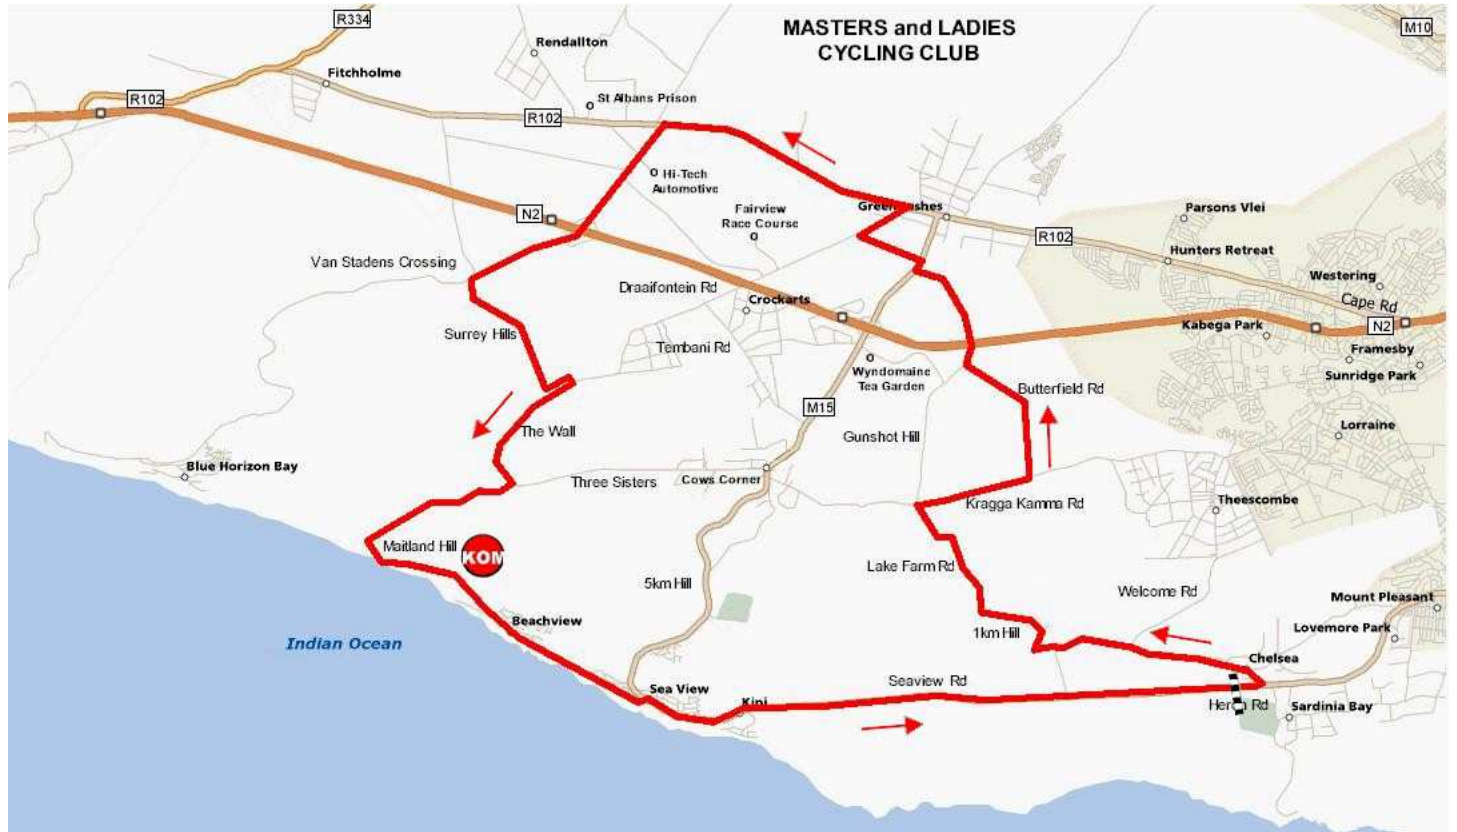 R334
MASTERS and LADIES
CYCLING CLUB
M10
Rendallton
Fitchholme
R102
St Albans Prison
R102
Hi-Tech
Automotive
Fairview
Race Course
N2
Parsons Vlei
R102
Hunters Retreat
Van Stadens Crossing
Westering
Draaifontein Rd
Crockarts
Cape Rd
N2
Kabega Park
Surrey Hills
Tembani Rd
Framesby
Sunridge Park
Wyndomaine
Tea Garden
Butterfield Rd
M15
The Wall
Gunshot Hill
Lorraine
Blue Horizon Bay
Three Sisters
Cows Corner
Theescombe
Kragga Kamma Rd
Maitland Hill
KOM
5km Hill
Lake Farm Rd
Welcome Rd
Mount Pleasant
Beachview
1km Hill
Lovemore Park
Indian Ocean
Chelsea
Sea View
Seaview Rd
Kini
Sardinia Bay